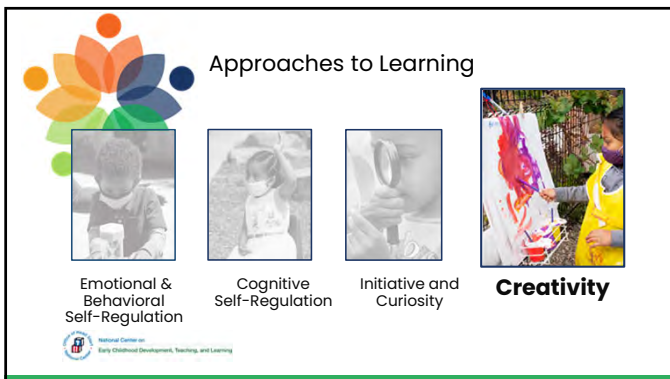 Approaches to Learning
Emotional &
Behavioral
Self-Regulation
Cognitive
Self-Regulation
Initiative and
Curiosity
Creativity
National Center on
Early Childhood Development, Teaching, and Learning